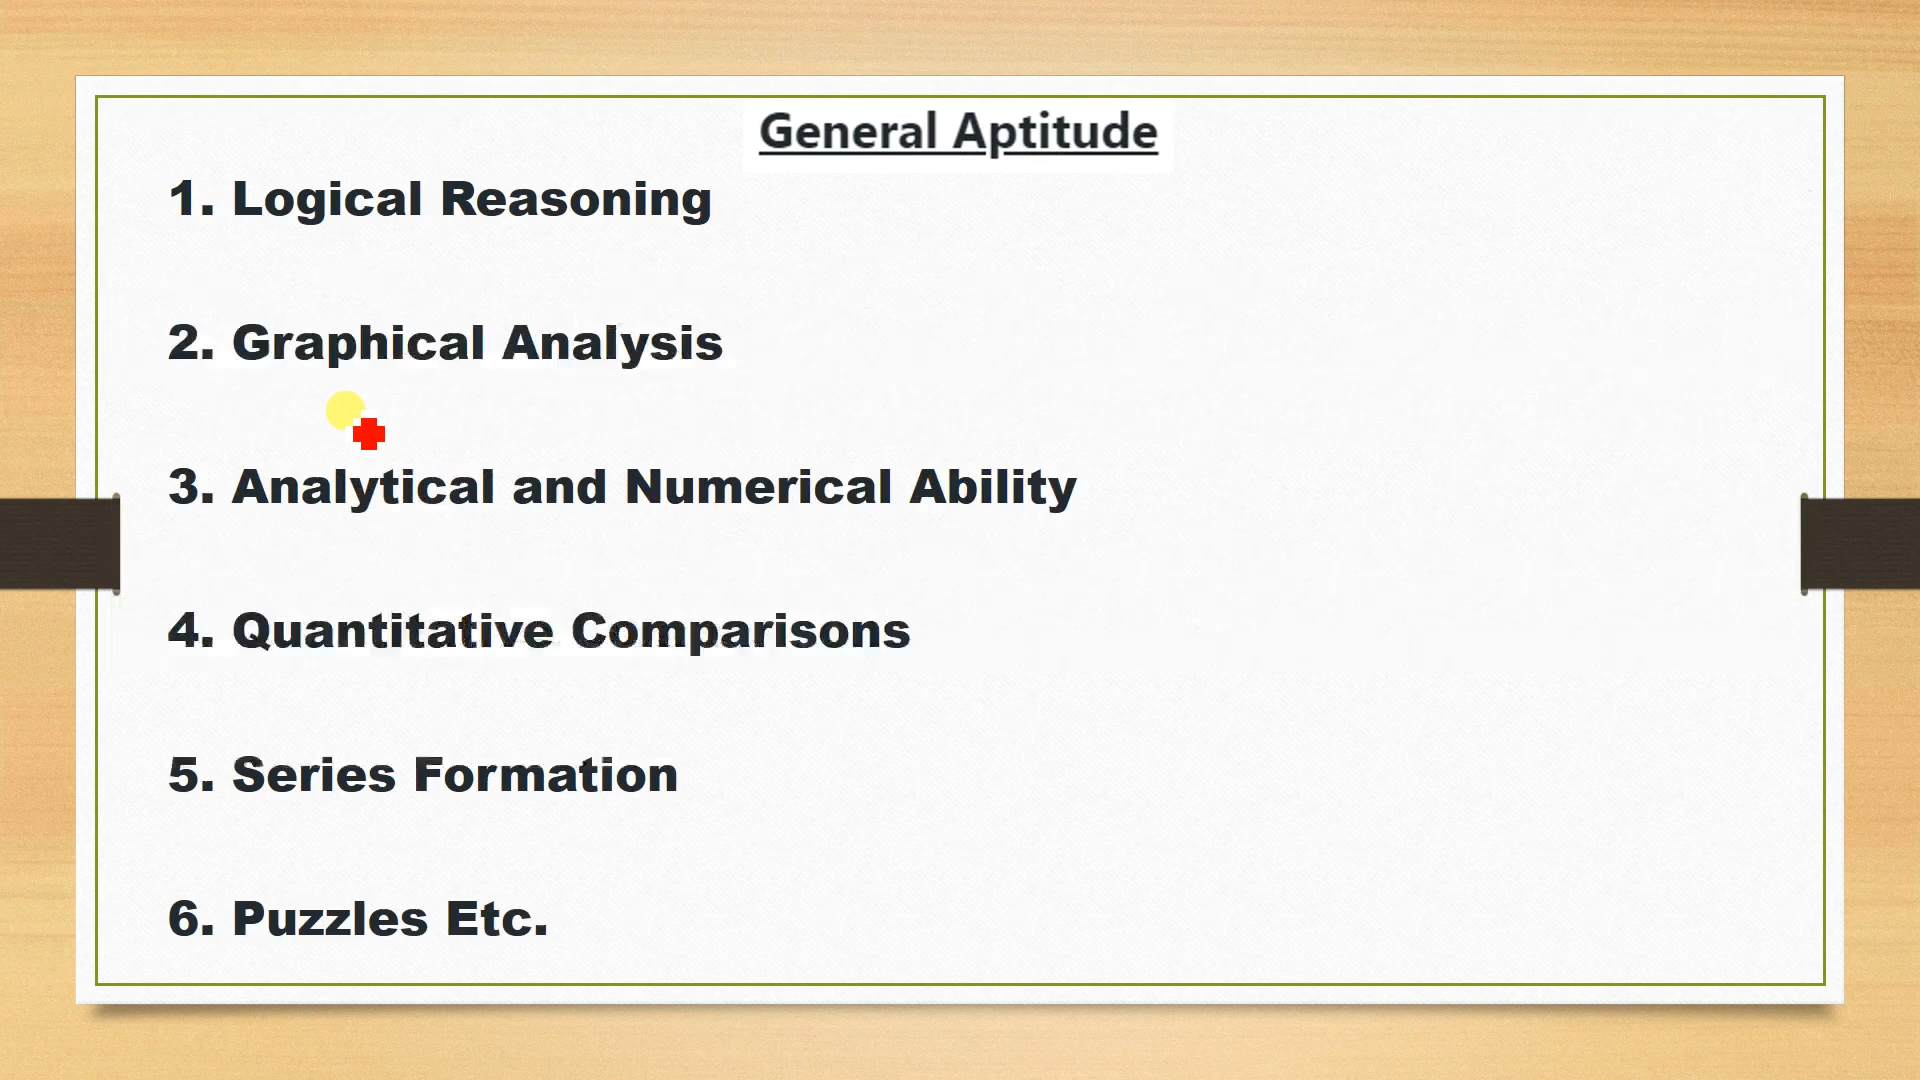 General Aptitude
1. Logical Reasoning
2. Graphical Analysis
3. Analytical and Numerical Ability
4. Quantitative Comparisons
5. Series Formation
6. Puzzles Etc.